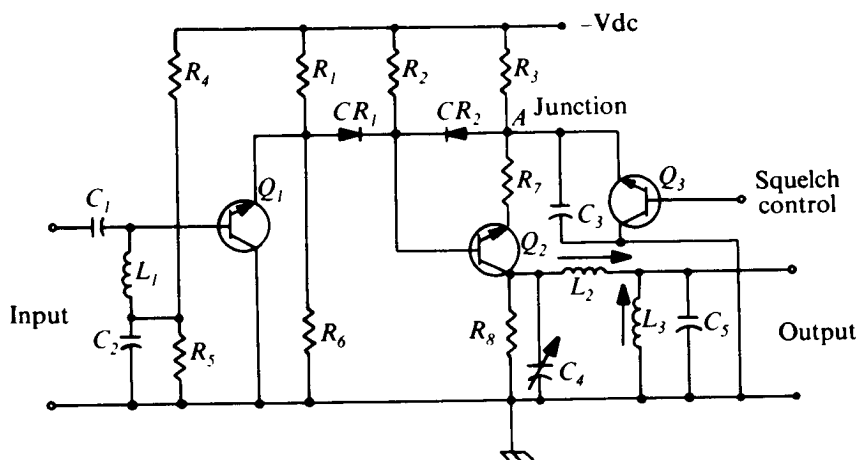 –Vdc
R4
R1
R2
R3
CR1
CR2
A
Junction
C1
Q1
R7
Q3
Squelch
control
C3
Q2
L1
L2
Input
C2
R5
R6
R8
C4
L3
C5
Output